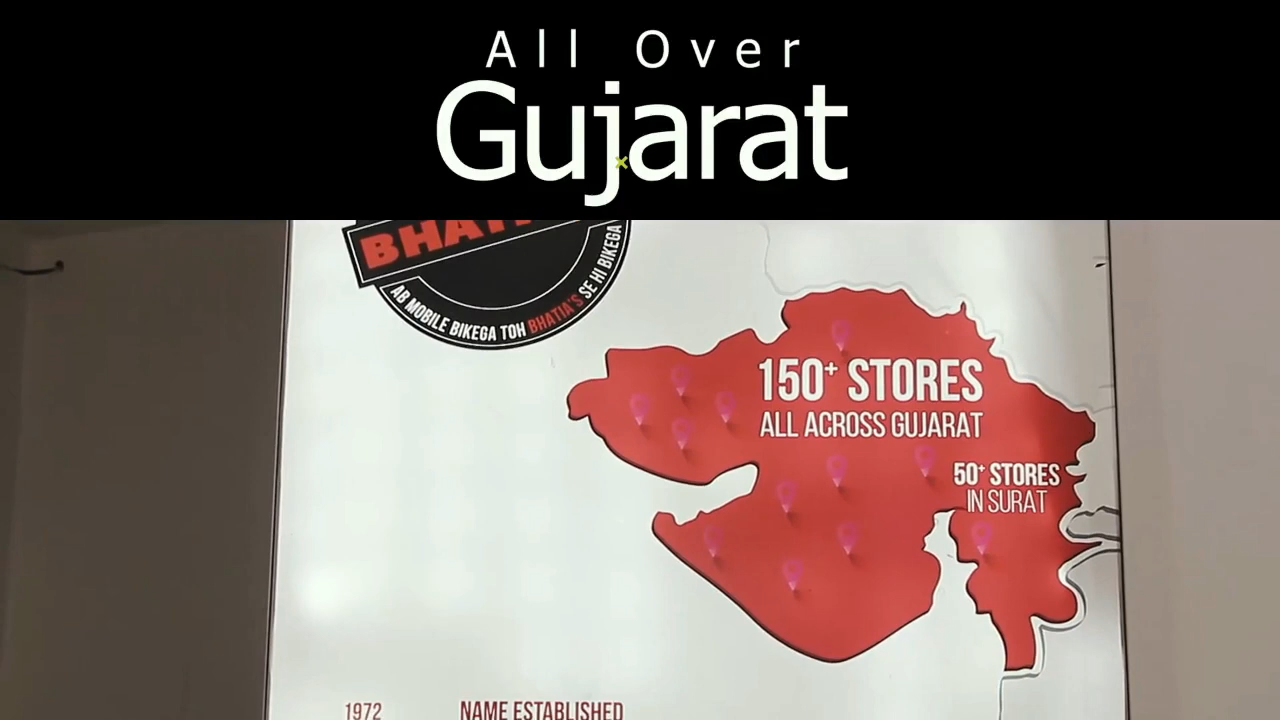 All Over
Gujarat
AB MOBILE BIKEGA TOH BHATIA'S SE HI BIKEGA
150+ STORES
ALL ACROSS GUJARAT
50+ STORES
IN SURAT
1972 NAME ESTABLISHED